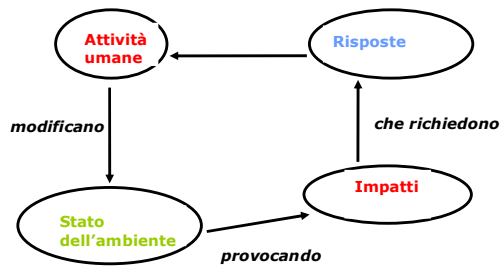 Attività
umane
Risposte
modificano
che richiedono
Impatti
Stato
dell'ambiente
provocando